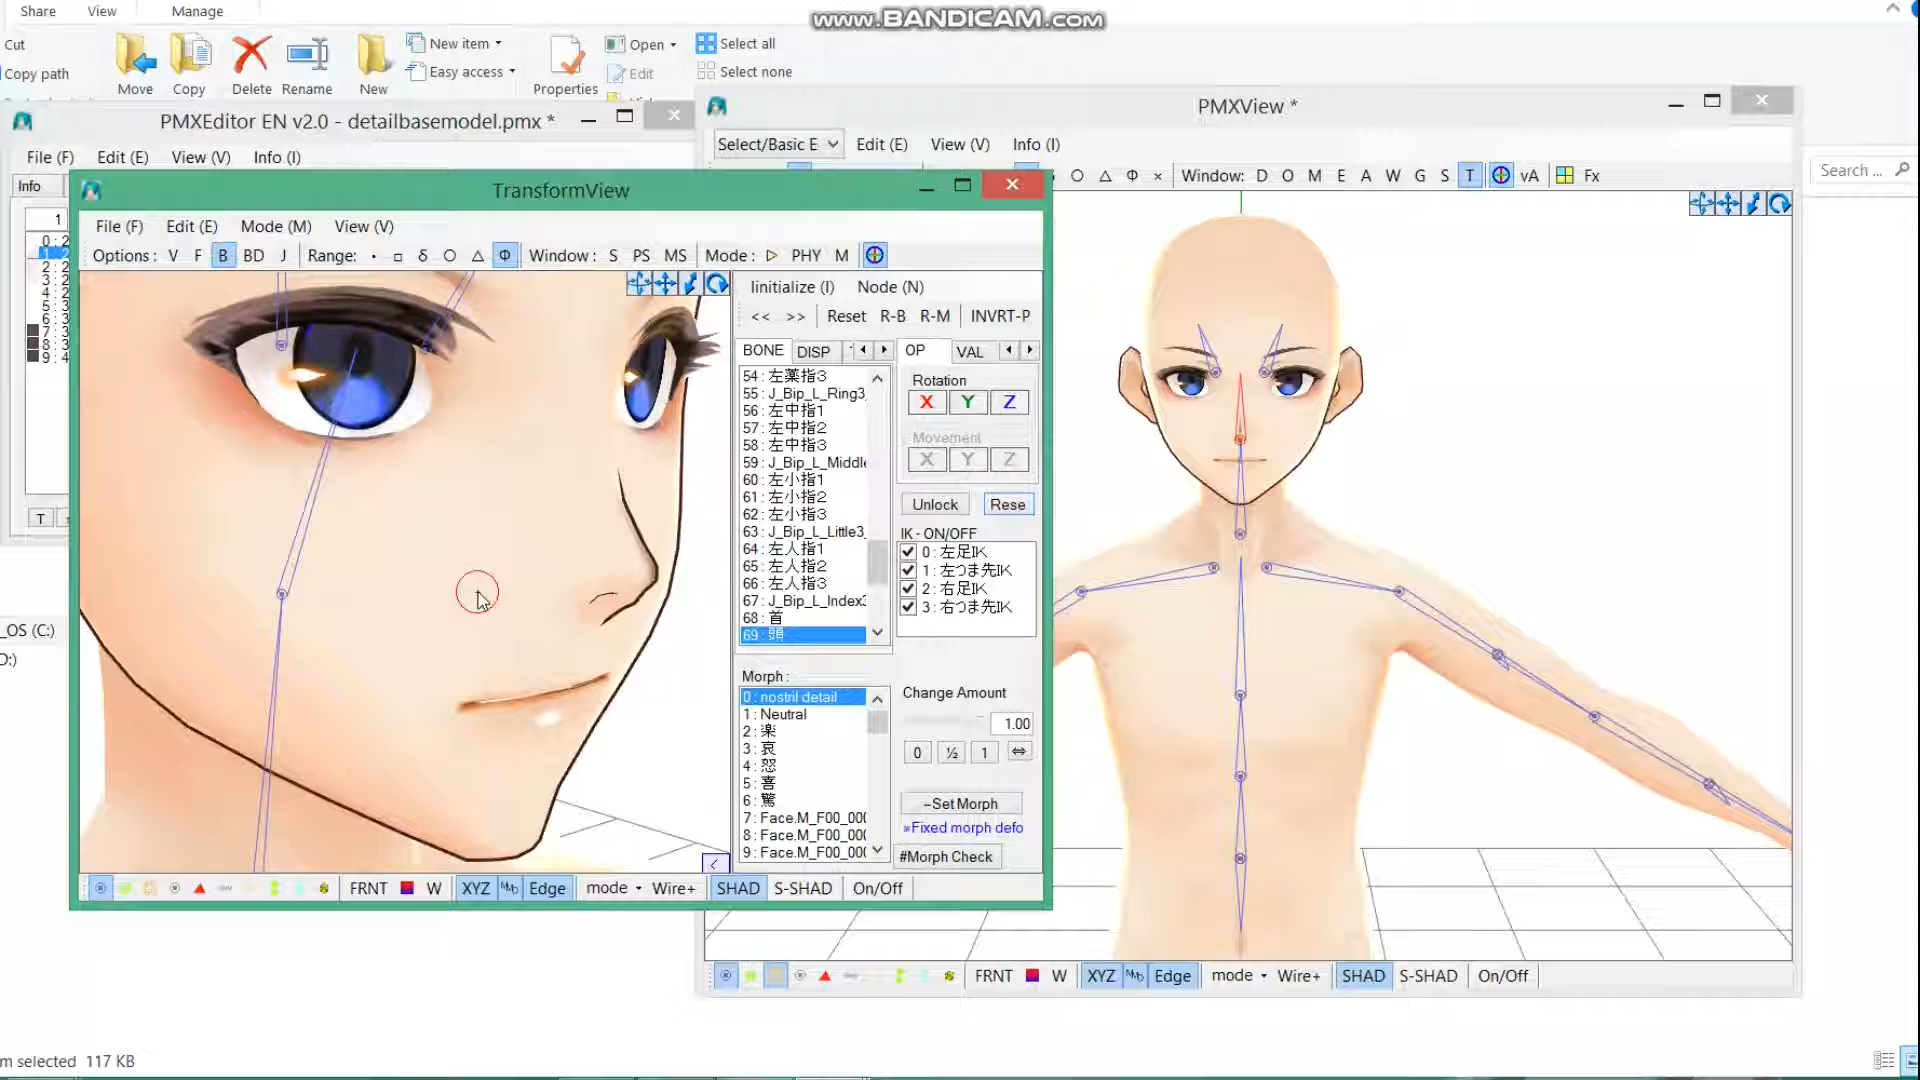 Share View Manage
www.BANDICAM.com
Cut
Copy path
Move
Copy
Delete
Rename
New
New item
Easy access
Properties
Open
Edit
Select all
Select none
PMXEditor EN v2.0 - detailbasemodel.pmx *
File (F) Edit (E) View (V) Info (I)
Info
1
PMXView *
Select/Basic E Edit (E) View (V) Info (I)
Window: D O M E A W G S T vA Fx
Search ...
TransformView
File (F) Edit (E) Mode (M) View (V)
Options: V F B BD J Range: Window: S PS MS Mode: PHY M
Iinitialize (I) Node (N)
<< >> Reset R-B R-M INVRT-P
BONE DISP OP VAL
54 : 左薬指3
55 : J_Bip_L_Ring3_
56 : 左中指1
57 : 左中指2
58 : 左中指3
59 : J_Bip_L_Middle
60 : 左小指1
61 : 左小指2
62 : 左小指3
63 : J_Bip_L_Little3_
64 : 左人指1
65 : 左人指2
66 : 左人指3
67 : J_Bip_L_Index3
68 : 首
69 : 頭
Rotation
X Y Z
Movement
X Y Z
Unlock Rese
IK - ON/OFF
0 : 左足IK
1 : 左つま先IK
2 : 右足IK
3 : 右つま先IK
Morph :
0 : nostril detail
1 : Neutral
2 : 楽
3 : 哀
4 : 怒
5 : 喜
6 : 驚
7 : Face.M_F00_000
8 : Face.M_F00_000
9 : Face.M_F00_000
Change Amount
1.00
0 ½ 1 ⇔
-Set Morph
※Fixed morph defo
#Morph Check
<
FRNT W XYZ Edge mode Wire+ SHAD S-SHAD On/Off
FRNT W XYZ Edge mode Wire+ SHAD S-SHAD On/Off
_OS (C:)
D:)
T
m selected 117 KB